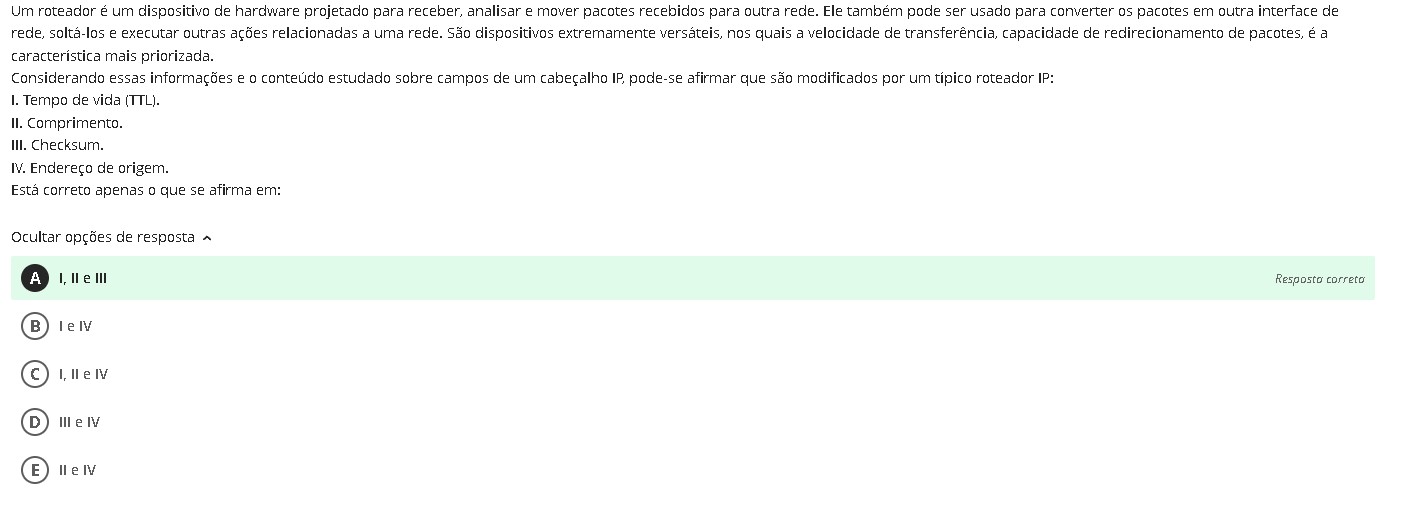 Um roteador é um dispositivo de hardware projetado para receber, analisar e mover pacotes recebidos para outra rede. Ele também pode ser usado para converter os pacotes em outra interface de
rede, soltá-los e executar outras ações relacionadas a uma rede. São dispositivos extremamente versáteis, nos quais a velocidade de transferência, capacidade de redirecionamento de pacotes, é a
característica mais priorizada.
Considerando essas informações e o conteúdo estudado sobre campos de um cabeçalho IP, pode-se afirmar que são modificados por um típico roteador IP:
I. Tempo de vida (TTL).
II. Comprimento.
III. Checksum.
IV. Endereço de origem.
Está correto apenas o que se afirma em:
Ocultar opções de resposta
A I, II e III Resposta correta
B I e IV
C I, II e IV
D III e IV
E II e IV